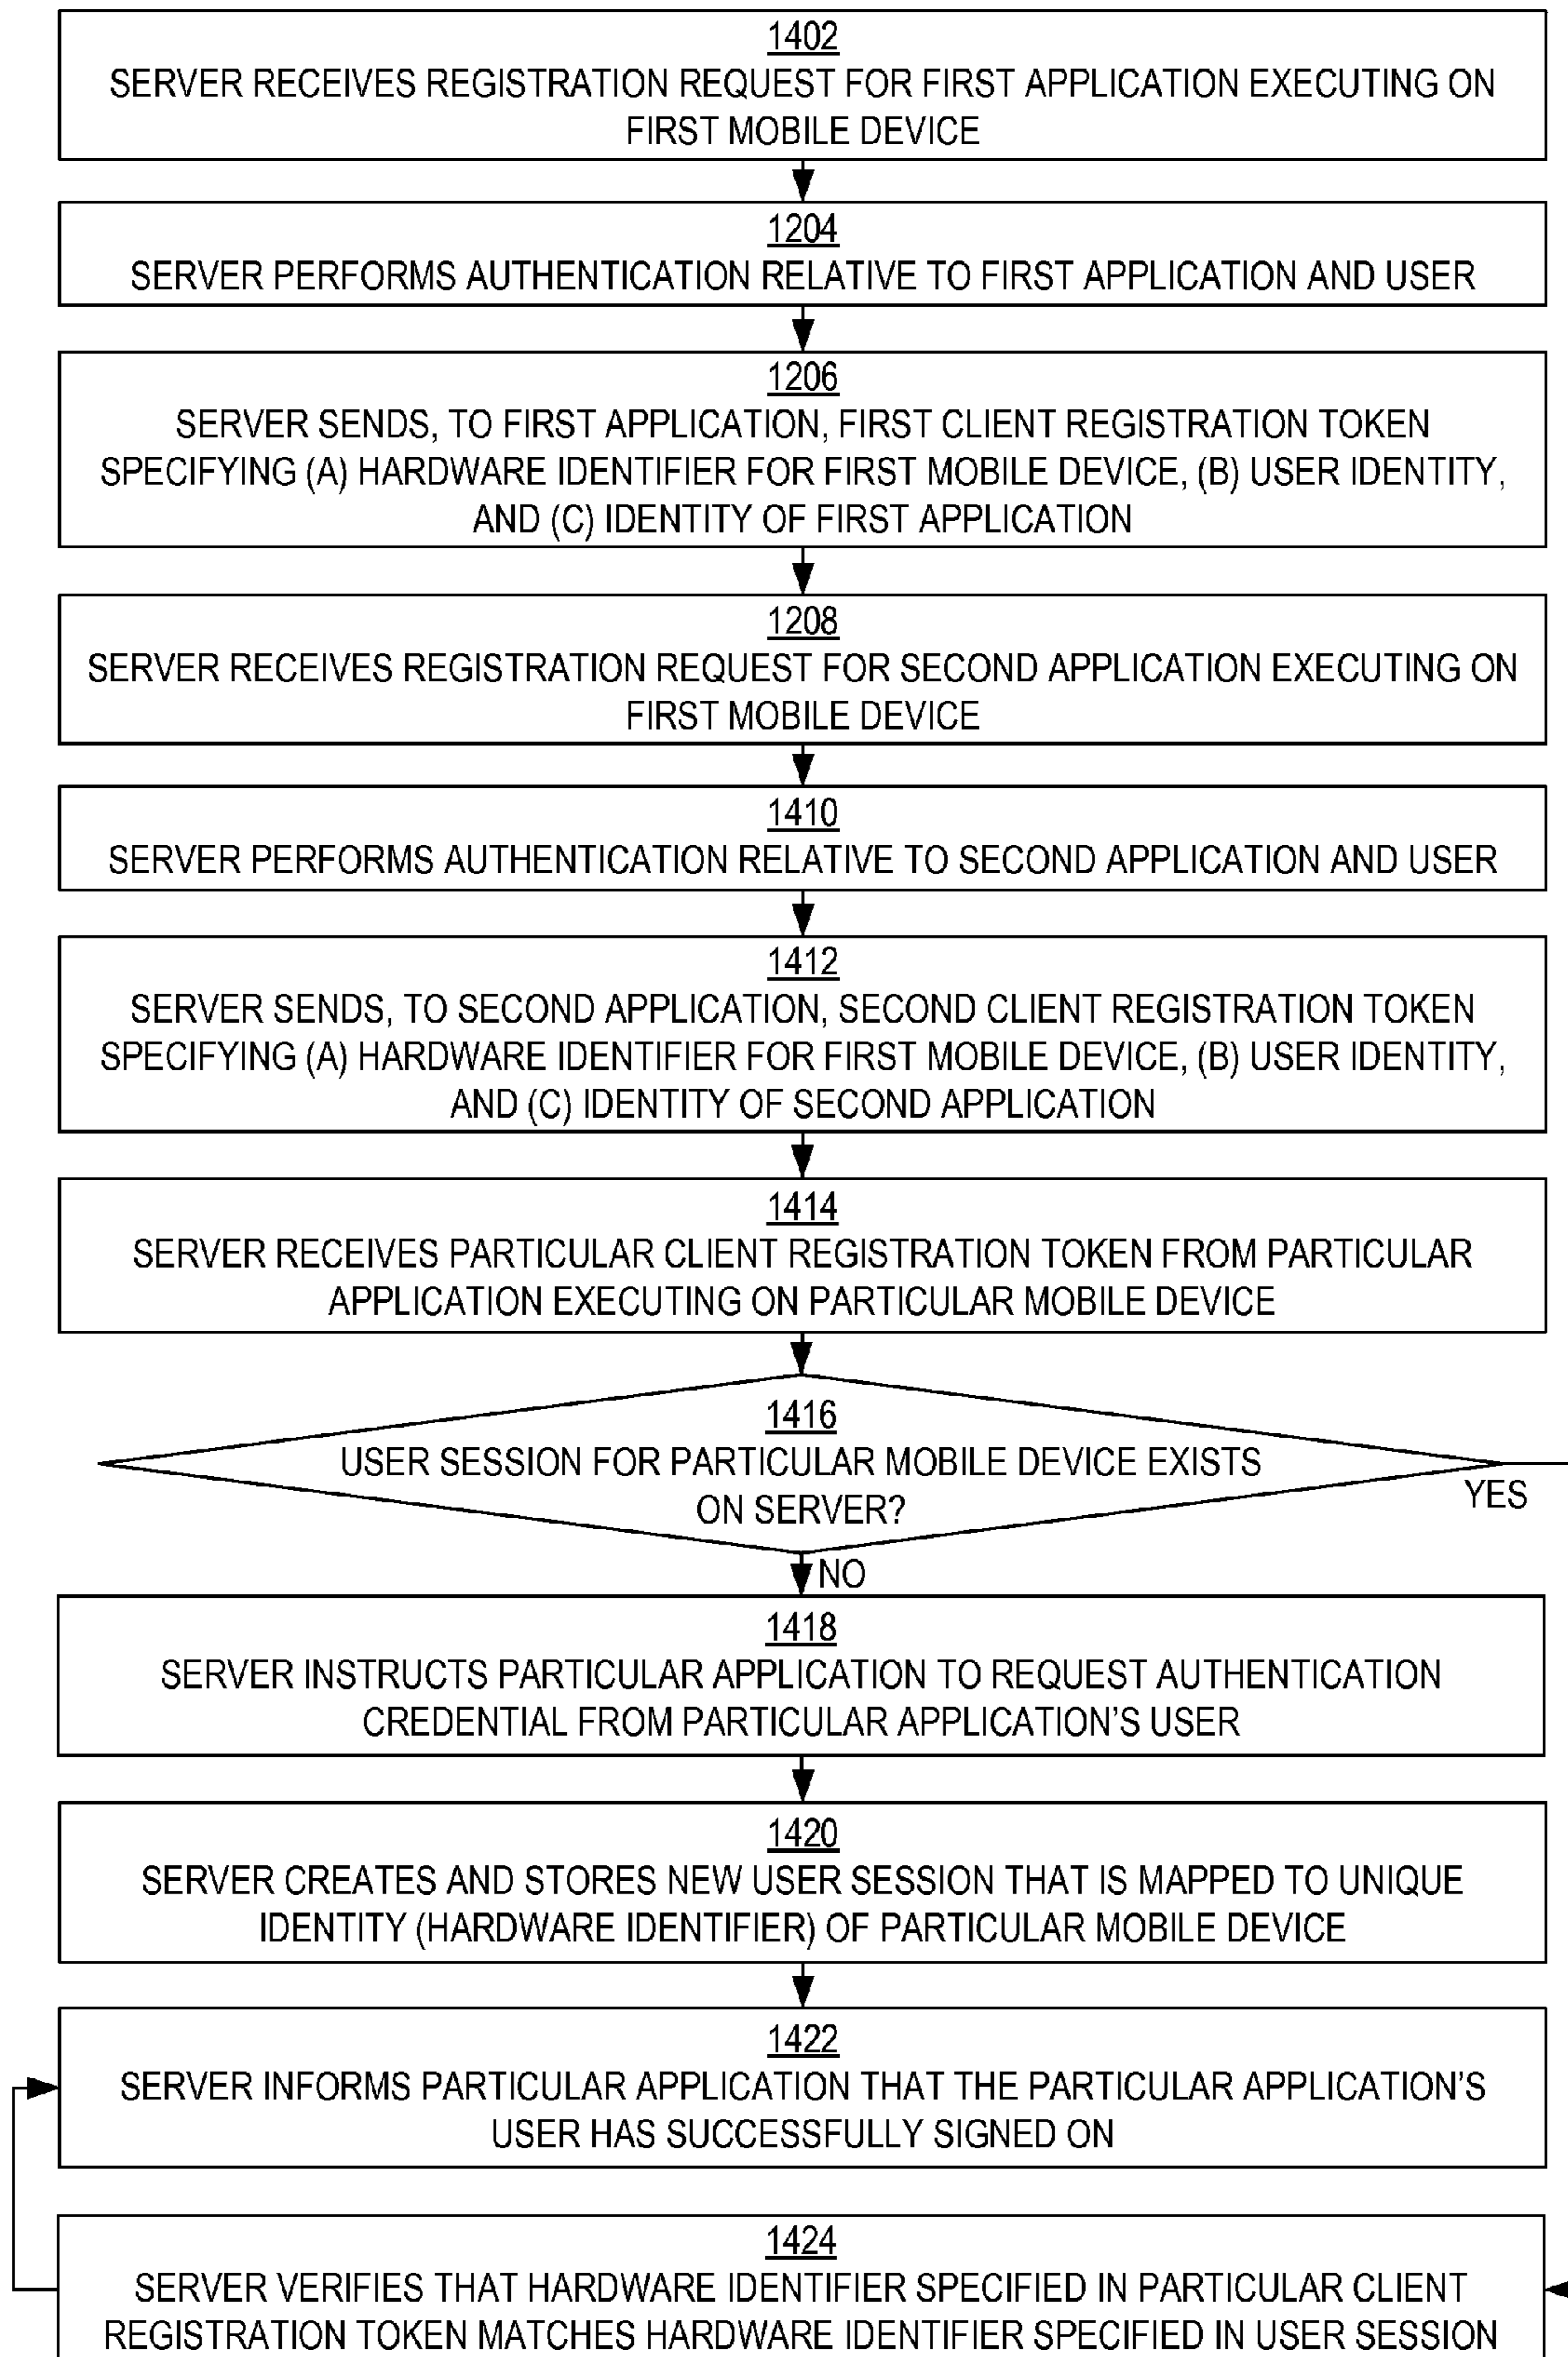 1402
SERVER RECEIVES REGISTRATION REQUEST FOR FIRST APPLICATION EXECUTING ON
FIRST MOBILE DEVICE
1204
SERVER PERFORMS AUTHENTICATION RELATIVE TO FIRST APPLICATION AND USER
1206
SERVER SENDS, TO FIRST APPLICATION, FIRST CLIENT REGISTRATION TOKEN
SPECIFYING (A) HARDWARE IDENTIFIER FOR FIRST MOBILE DEVICE, (B) USER IDENTITY,
AND (C) IDENTITY OF FIRST APPLICATION
1208
SERVER RECEIVES REGISTRATION REQUEST FOR SECOND APPLICATION EXECUTING ON
FIRST MOBILE DEVICE
1410
SERVER PERFORMS AUTHENTICATION RELATIVE TO SECOND APPLICATION AND USER
1412
SERVER SENDS, TO SECOND APPLICATION, SECOND CLIENT REGISTRATION TOKEN
SPECIFYING (A) HARDWARE IDENTIFIER FOR FIRST MOBILE DEVICE, (B) USER IDENTITY,
AND (C) IDENTITY OF SECOND APPLICATION
1414
SERVER RECEIVES PARTICULAR CLIENT REGISTRATION TOKEN FROM PARTICULAR
APPLICATION EXECUTING ON PARTICULAR MOBILE DEVICE
1416
USER SESSION FOR PARTICULAR MOBILE DEVICE EXISTS
ON SERVER?
YES
NO
1418
SERVER INSTRUCTS PARTICULAR APPLICATION TO REQUEST AUTHENTICATION
CREDENTIAL FROM PARTICULAR APPLICATION'S USER
1420
SERVER CREATES AND STORES NEW USER SESSION THAT IS MAPPED TO UNIQUE
IDENTITY (HARDWARE IDENTIFIER) OF PARTICULAR MOBILE DEVICE
1422
SERVER INFORMS PARTICULAR APPLICATION THAT THE PARTICULAR APPLICATION'S
USER HAS SUCCESSFULLY SIGNED ON
1424
SERVER VERIFIES THAT HARDWARE IDENTIFIER SPECIFIED IN PARTICULAR CLIENT
REGISTRATION TOKEN MATCHES HARDWARE IDENTIFIER SPECIFIED IN USER SESSION